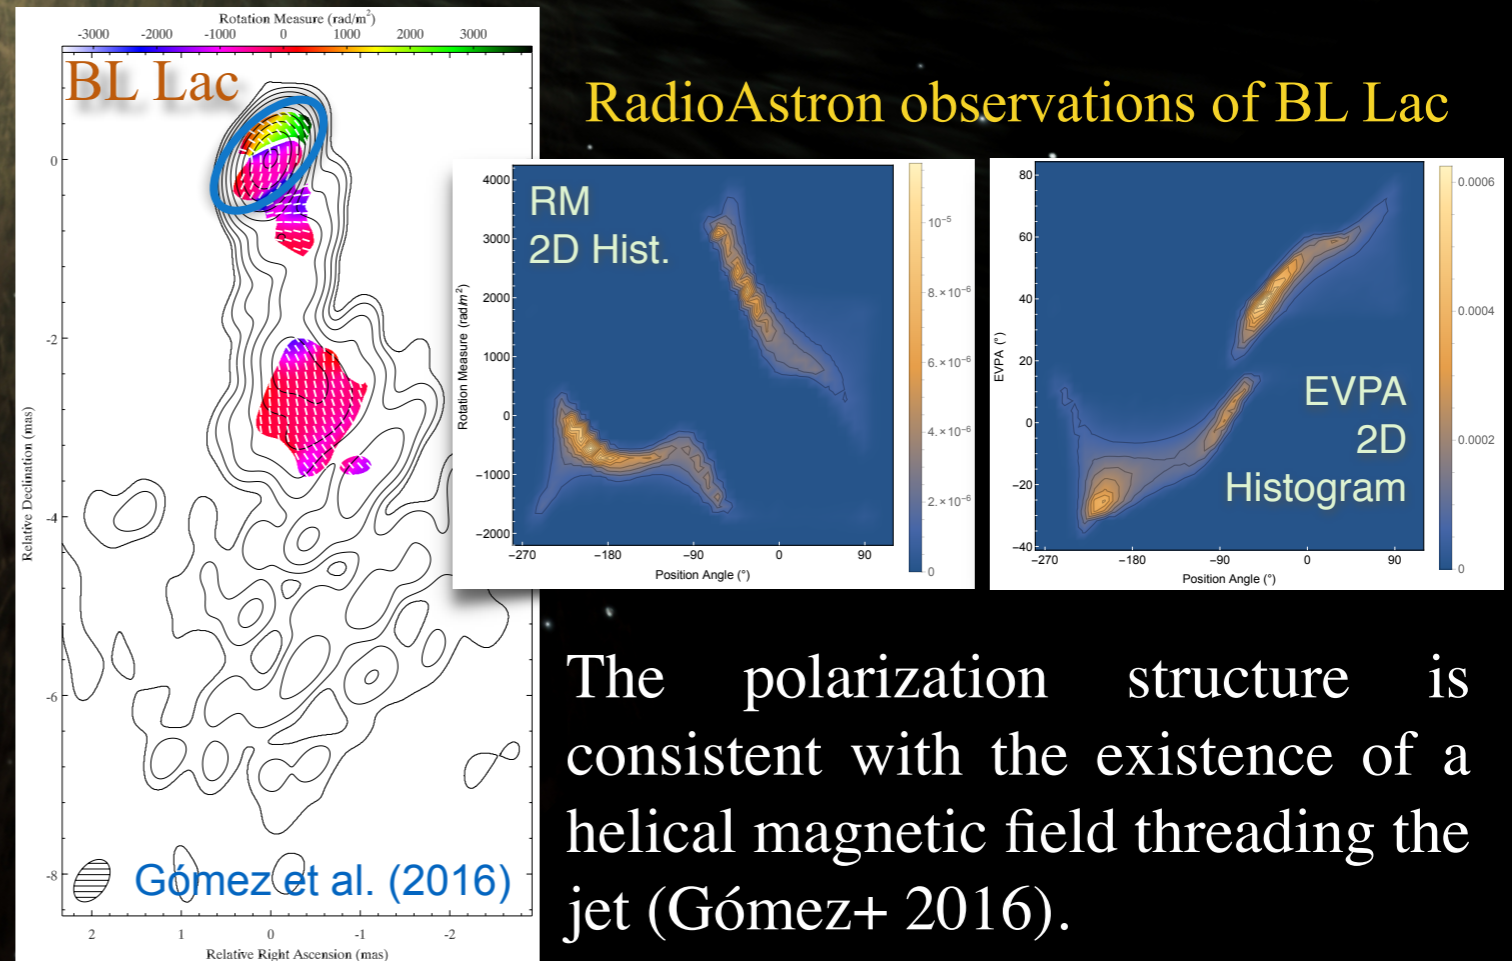 Rotation Measure (rad/m²)
-3000 -2000 -1000 0 1000 2000 3000
BL Lac
0
-2
-4
-6
-8
Relative Declination (mas)
2 1 0 -1 -2
Relative Right Ascension (mas)
Gómez et al. (2016)
RadioAstron observations of BL Lac
RM
2D Hist.
4000
3000
2000
1000
0
−1000
−2000
Rotation Measure (rad/m²)
−270 −180 −90 0 90
Position Angle (°)
10⁻⁵
8.×10⁻⁶
6.×10⁻⁶
4.×10⁻⁶
2.×10⁻⁶
0
80
60
40
20
0
−20
−40
EVPA (°)
EVPA
2D
Histogram
−270 −180 −90 0 90
Position Angle (°)
0.0006
0.0004
0.0002
0
The polarization structure is
consistent with the existence of a
helical magnetic field threading the
jet (Gómez+ 2016).